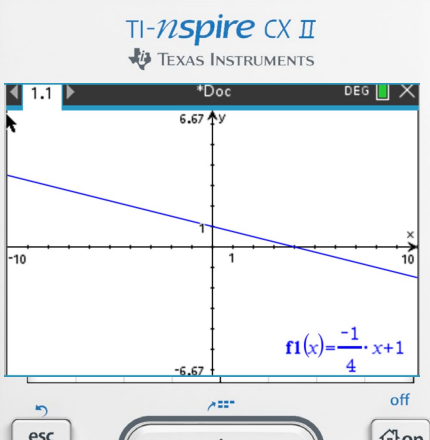 TI-nspire CX II
TEXAS INSTRUMENTS
1.1
*Doc
DEG
6.67
y
1
x
-10
1
10
f1(x)=-1/4·x+1
-6.67
off
esc
on